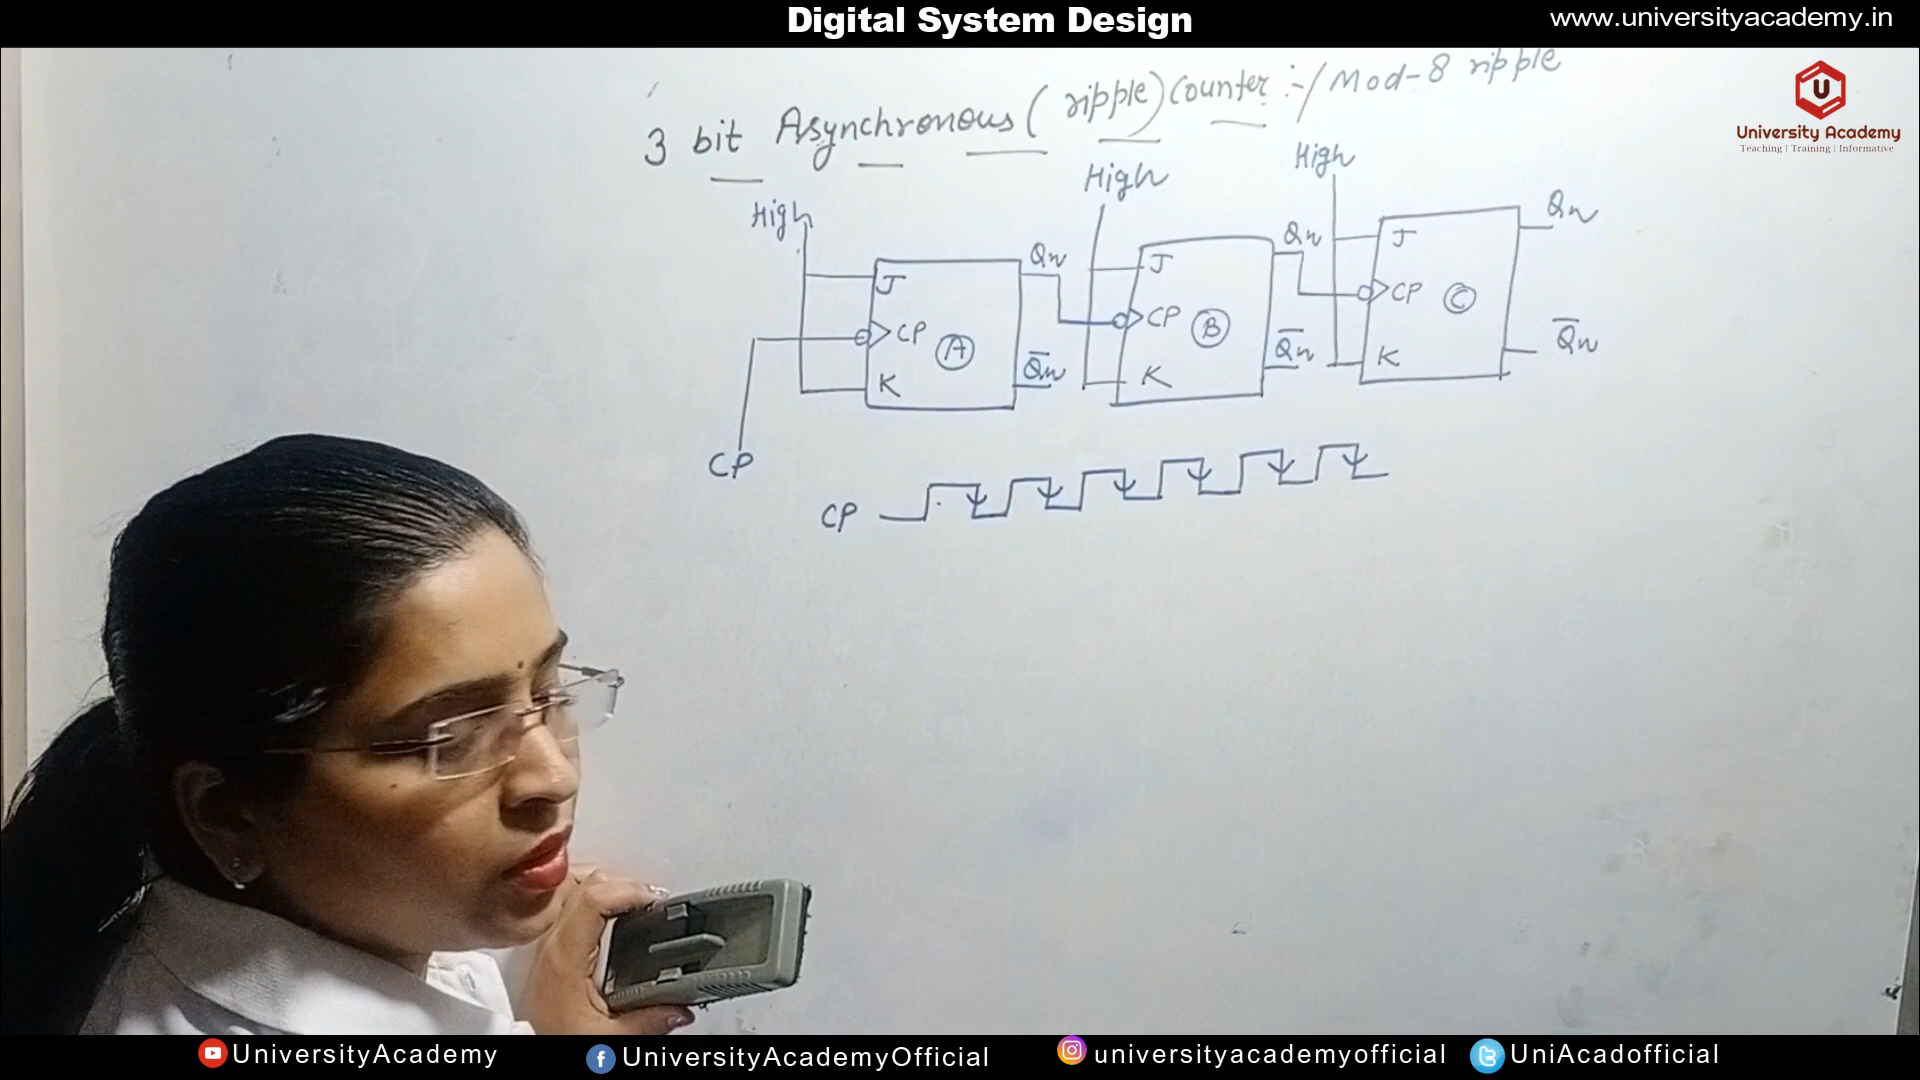 Digital System Design
www.universityacademy.in
3 bit Asynchronous (ripple) Counter :-/ Mod-8 ripple
U
University Academy
Teaching | Training | Informative
High
High
High
J
CP
A
K
Qn
Q̅n
J
CP
B
K
Qn
Q̅n
J
CP
C
K
Qn
Q̅n
CP
CP
UniversityAcademy
UniversityAcademyOfficial
universityacademyofficial
UniAcadofficial